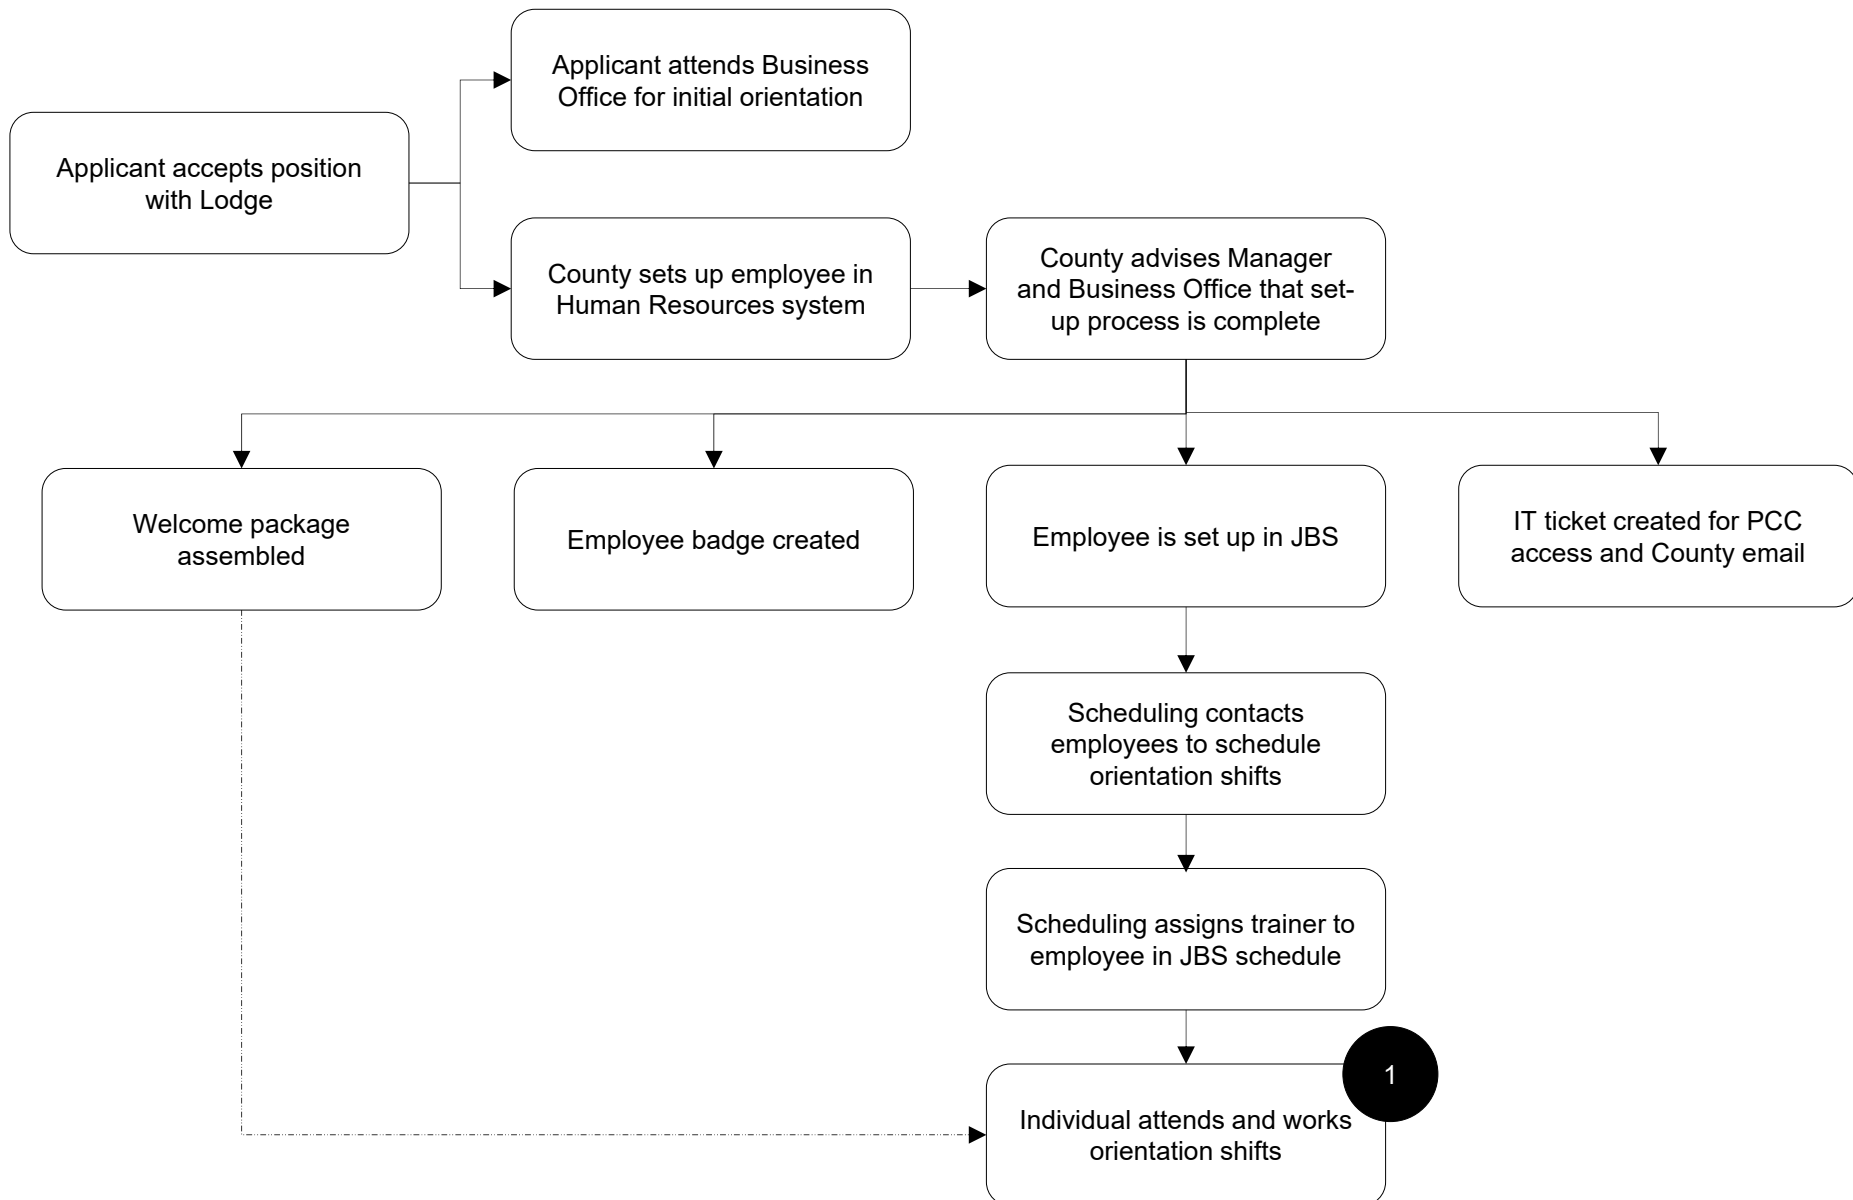 Applicant attends Business
Office for initial orientation
Applicant accepts position
with Lodge
County sets up employee in
Human Resources system
County advises Manager
and Business Office that set-
up process is complete
Welcome package
assembled
Employee badge created
Employee is set up in JBS
IT ticket created for PCC
access and County email
Scheduling contacts
employees to schedule
orientation shifts
Scheduling assigns trainer to
employee in JBS schedule
1
Individual attends and works
orientation shifts